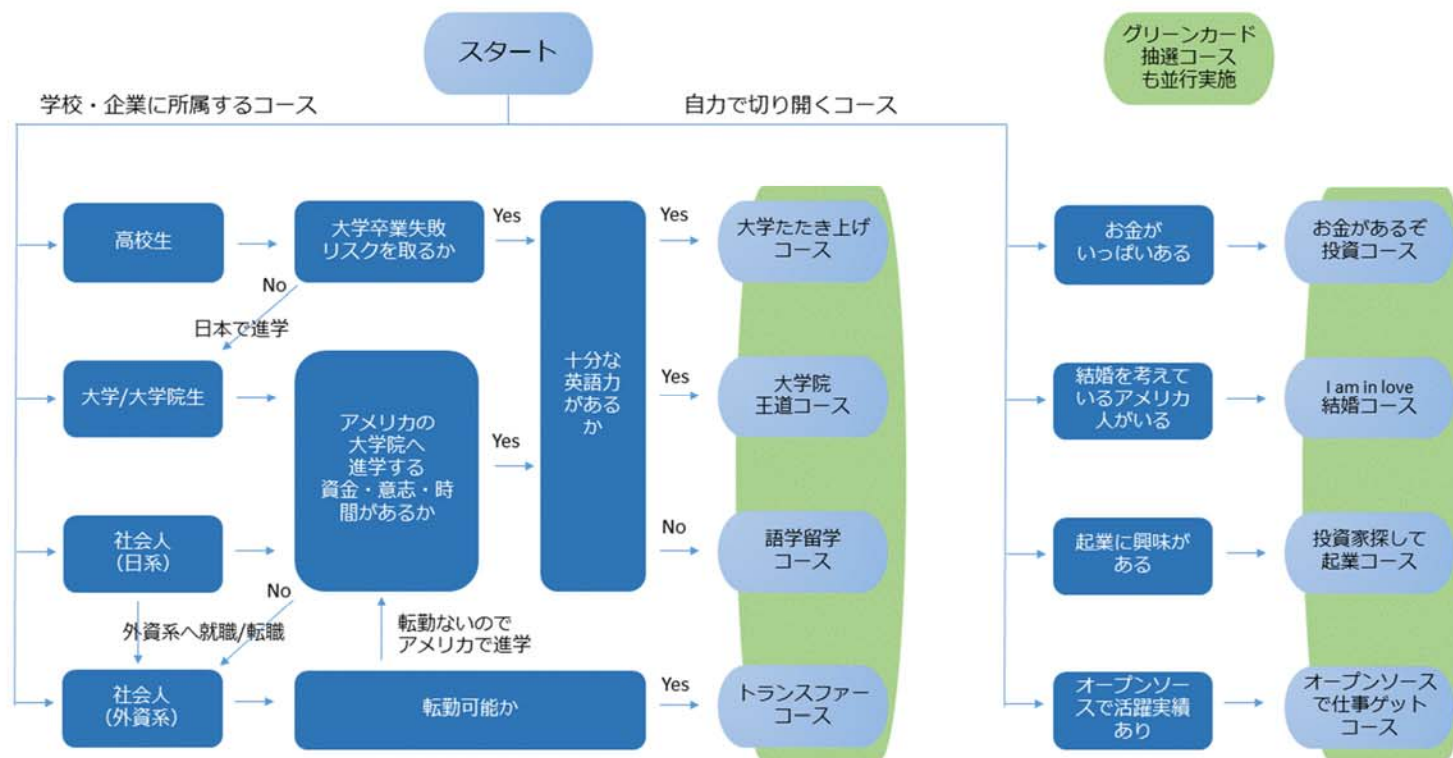 スタート
グリーンカード
抽選コース
も並行実施
学校・企業に所属するコース
自力で切り開くコース
高校生
大学卒業失敗
リスクを取るか
Yes
Yes
大学たたき上げ
コース
No
日本で進学
大学/大学院生
アメリカの
大学院へ
進学する
資金・意志・時
間があるか
Yes
十分な
英語力
がある
か
Yes
大学院
王道コース
社会人
（日系）
No
語学留学
コース
No
外資系へ就職/転職
転勤ないので
アメリカで進学
社会人
（外資系）
転勤可能か
Yes
トランスファー
コース
お金が
いっぱいある
お金があるぞ
投資コース
結婚を考えて
いるアメリカ
人がいる
I am in love
結婚コース
起業に興味が
ある
投資家探して
起業コース
オープンソー
スで活躍実績
あり
オープンソース
で仕事ゲット
コース